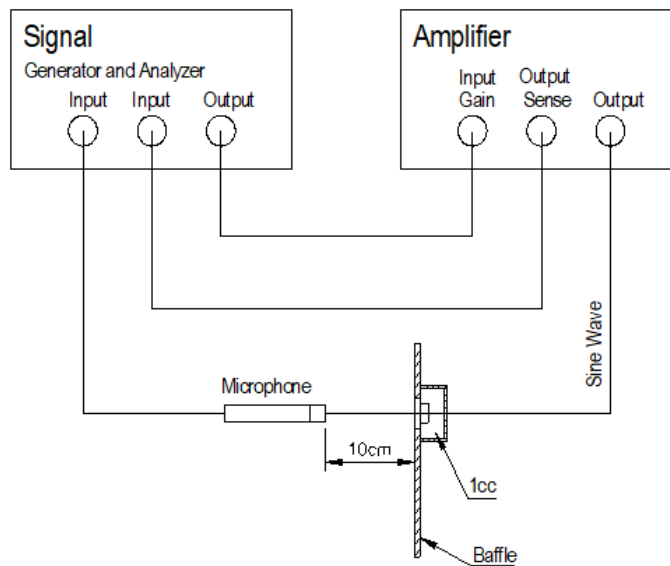 Signal
Generator and Analyzer
Input Input Output
Amplifier
Input Gain
Output Sense
Output
Sine Wave
Microphone
10cm
1cc
Baffle